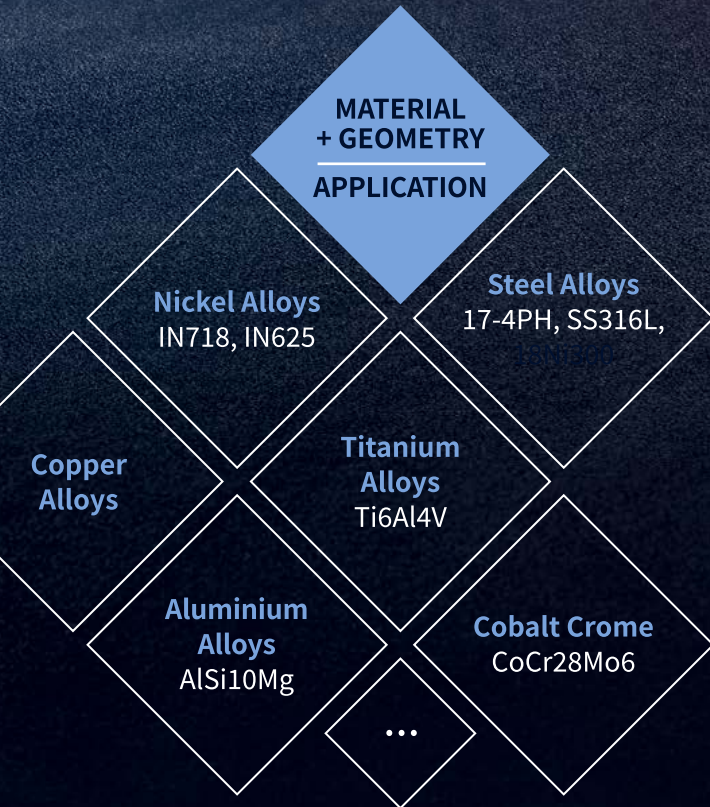 MATERIAL
+ GEOMETRY
APPLICATION
Nickel Alloys
IN718, IN625
Steel Alloys
17-4PH, SS316L,
Copper
Alloys
Titanium
Alloys
Ti6Al4V
Aluminium
Alloys
AlSi10Mg
Cobalt Crome
CoCr28Mo6
...